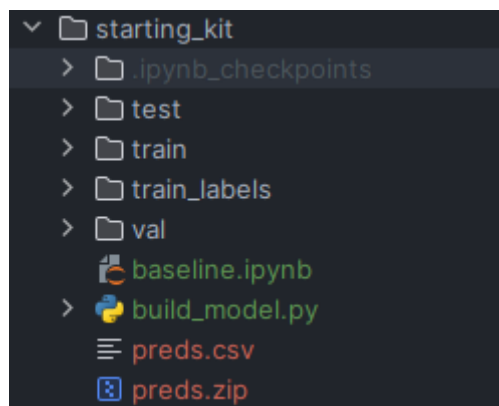 starting_kit
.ipynb_checkpoints
test
train
train_labels
val
baseline.ipynb
build_model.py
preds.csv
preds.zip